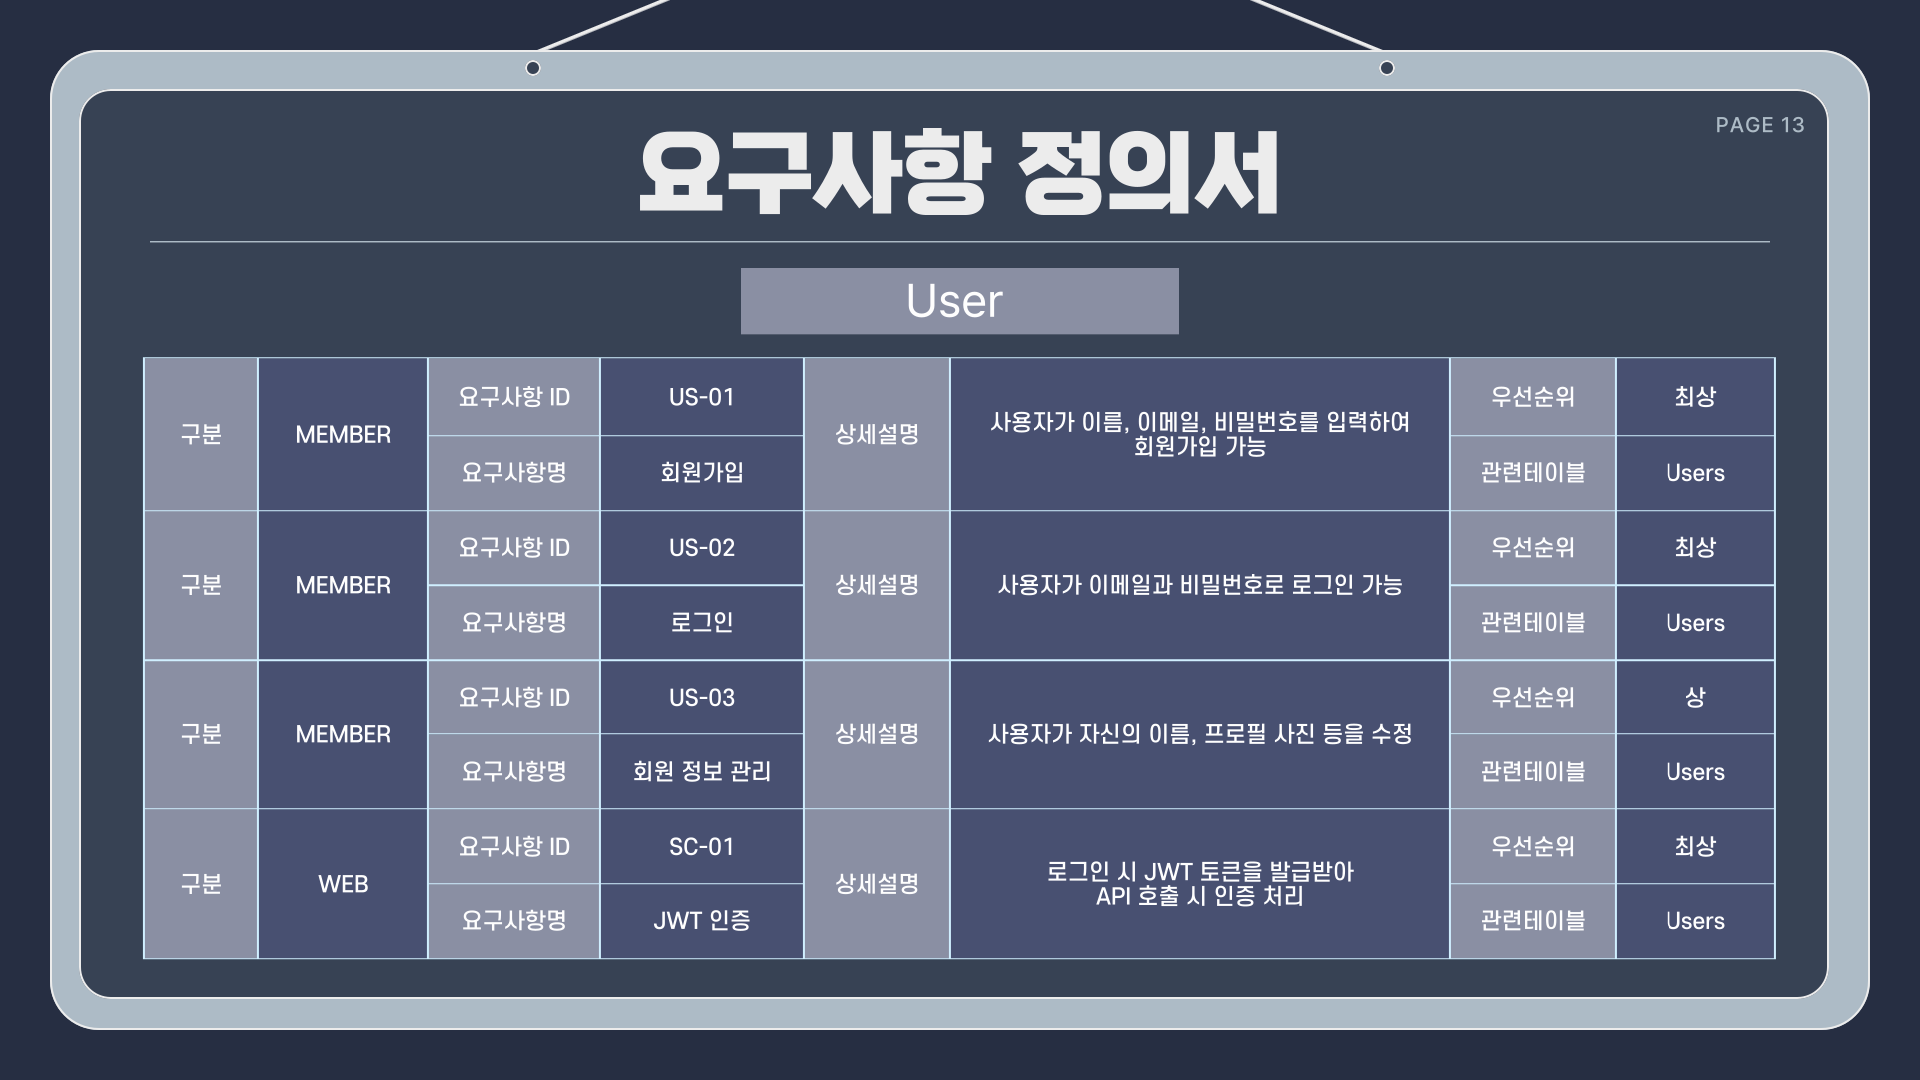 PAGE 13
요구사항 정의서
User
구분
MEMBER
요구사항 ID
US-01
요구사항명
회원가입
상세설명
사용자가 이름, 이메일, 비밀번호를 입력하여
회원가입 가능
우선순위
최상
관련테이블
Users
구분
MEMBER
요구사항 ID
US-02
요구사항명
로그인
상세설명
사용자가 이메일과 비밀번호로 로그인 가능
우선순위
최상
관련테이블
Users
구분
MEMBER
요구사항 ID
US-03
요구사항명
회원 정보 관리
상세설명
사용자가 자신의 이름, 프로필 사진 등을 수정
우선순위
상
관련테이블
Users
구분
WEB
요구사항 ID
SC-01
요구사항명
JWT 인증
상세설명
로그인 시 JWT 토큰을 발급받아
API 호출 시 인증 처리
우선순위
최상
관련테이블
Users